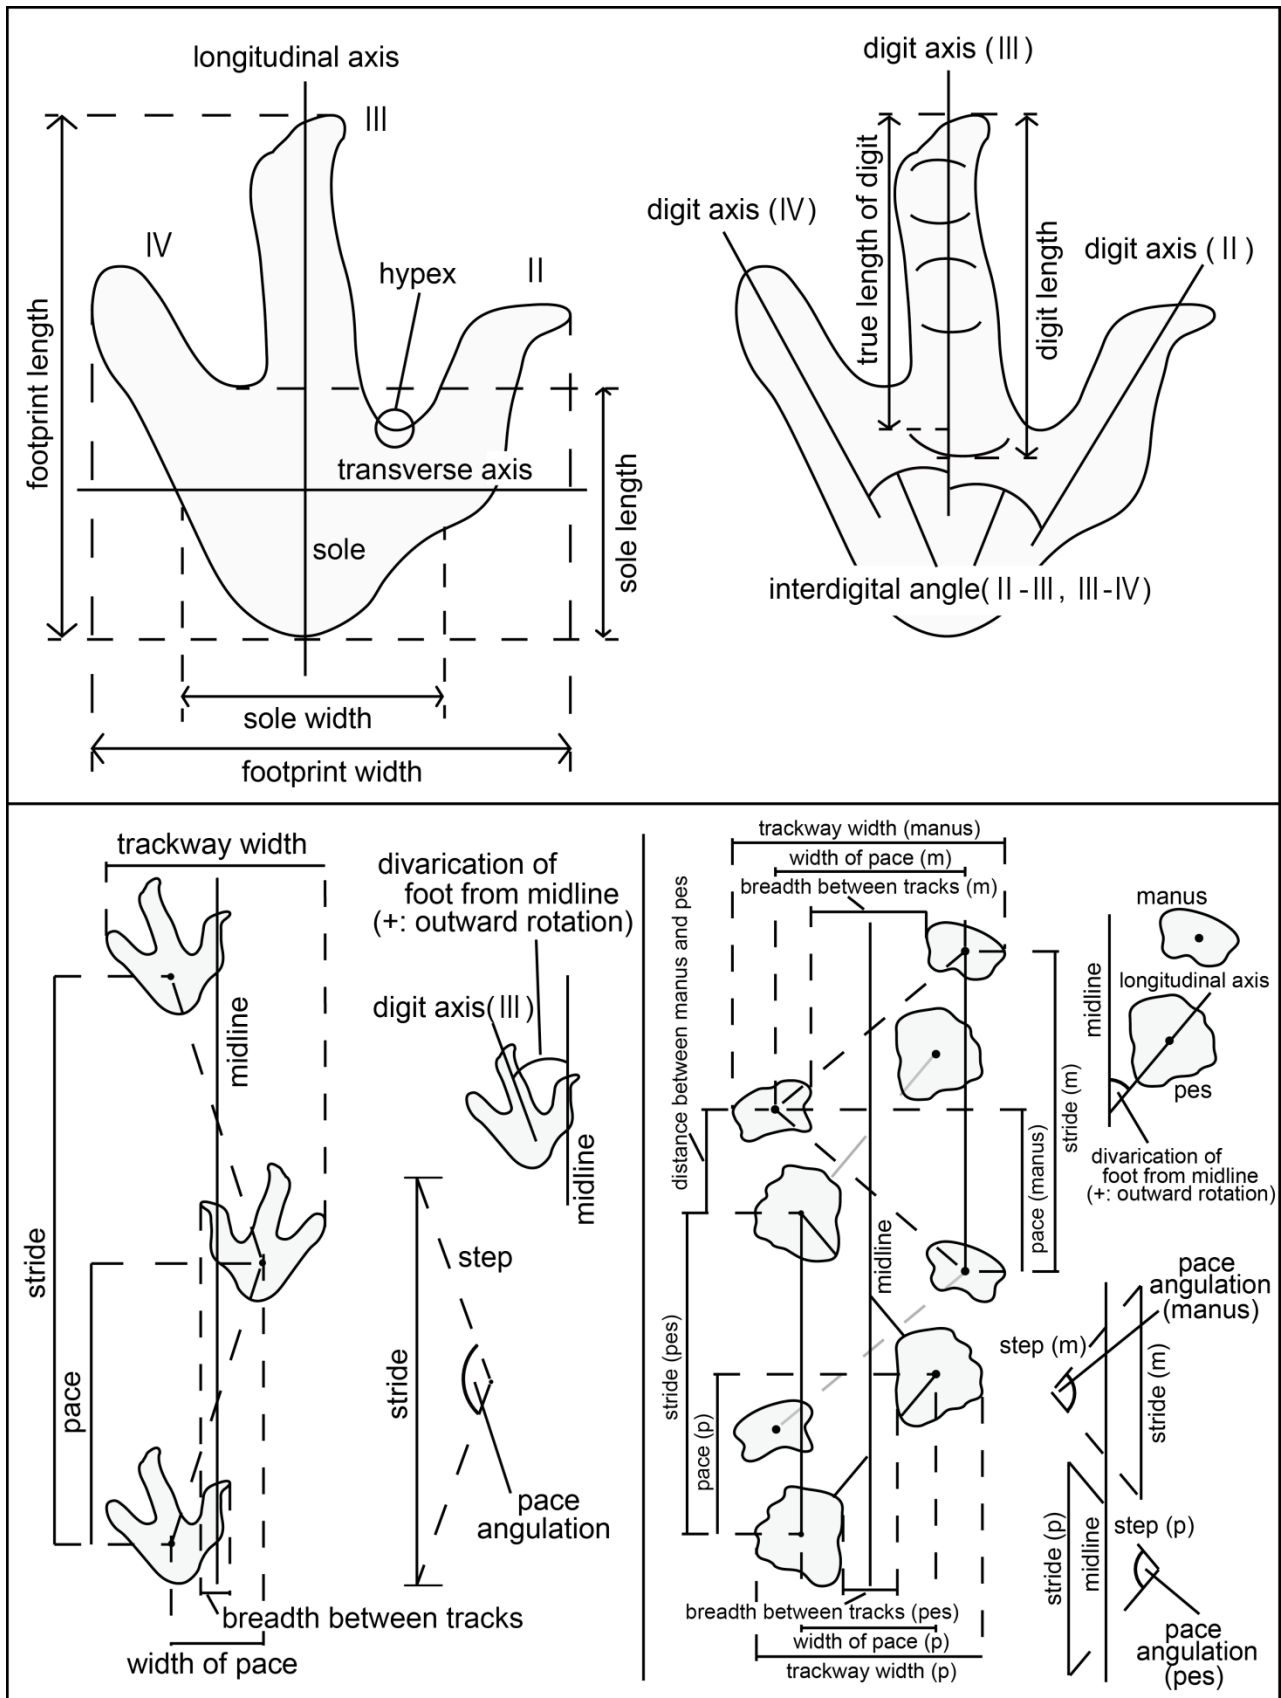 longitudinal axis
III
IV
hypex
II
footprint length
transverse axis
sole
sole length
sole width
footprint width
digit axis (III)
true length of digit
digit axis (IV)
digit axis (II)
digit length
interdigital angle(II-III, III-IV)
trackway width
divarication of
foot from midline
(+: outward rotation)
midline
digit axis(III)
midline
stride
pace
step
stride
pace
angulation
breadth between tracks
width of pace
trackway width (manus)
width of pace (m)
breadth between tracks (m)
distance between manus and pes
manus
midline
longitudinal axis
pes
stride (m)
pace (manus)
divarication of
foot from midline
(+: outward rotation)
midline
stride (pes)
pace (p)
pace
angulation
(manus)
step (m)
stride (m)
stride (p)
midline
step (p)
pace
angulation
(pes)
breadth between tracks (pes)
width of pace (p)
trackway width (p)